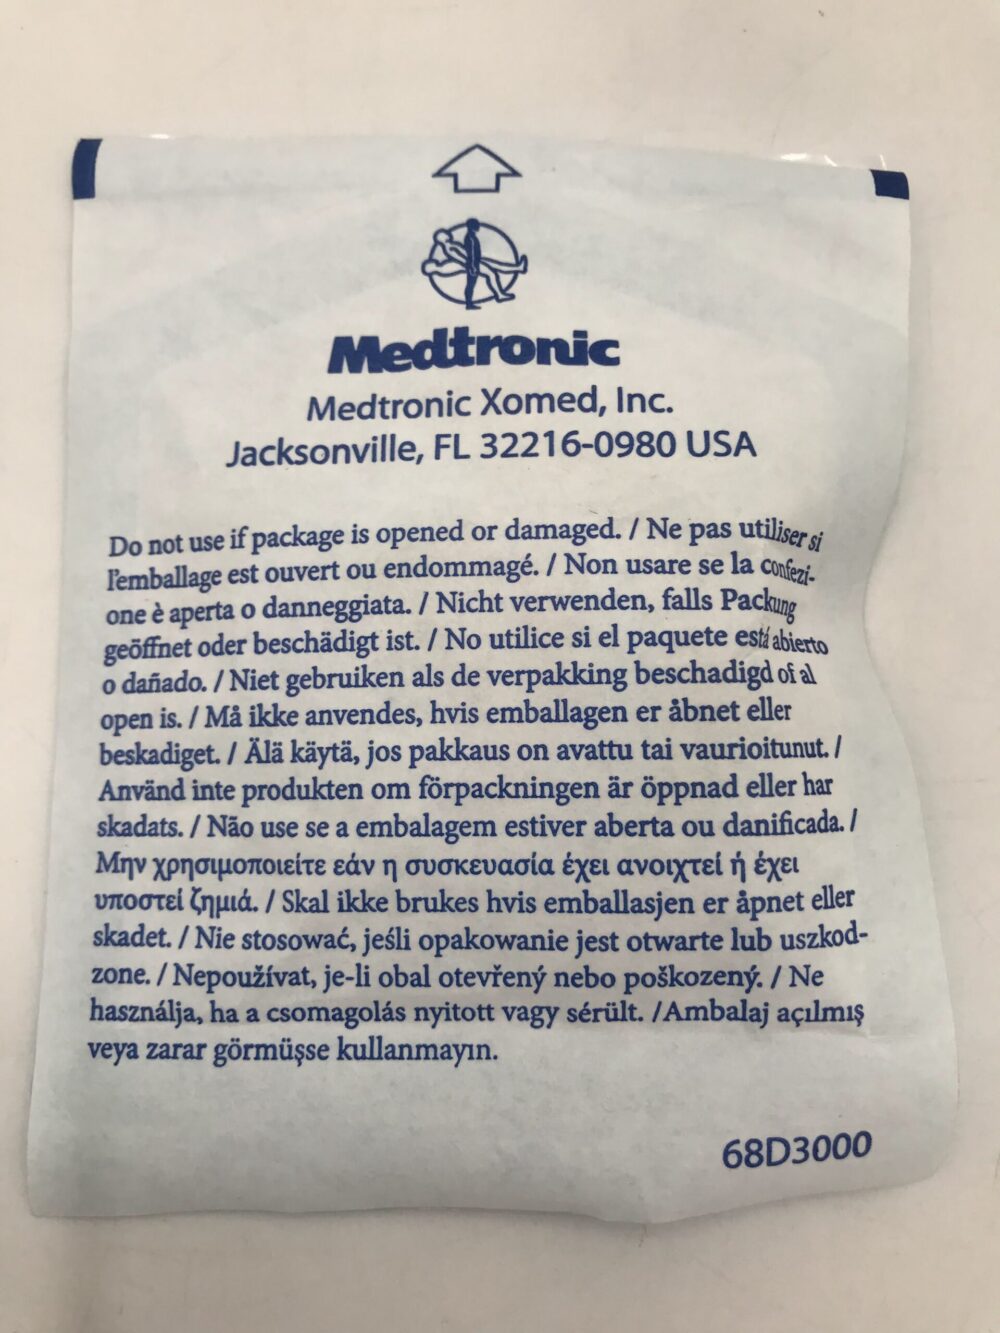 Medtronic
Medtronic Xomed, Inc.
Jacksonville, FL 32216-0980 USA
Do not use if package is opened or damaged. / Ne pas utiliser si
l'emballage est ouvert ou endommagé. / Non usare se la confezi-
one è aperta o danneggiata. / Nicht verwenden, falls Packung
geöffnet oder beschädigt ist. / No utilice si el paquete está abierto
o dañado. / Niet gebruiken als de verpakking beschadigd of al
open is. / Må ikke anvendes, hvis emballagen er åbnet eller
beskadiget. / Älä käytä, jos pakkaus on avattu tai vaurioitunut. /
Använd inte produkten om förpackningen är öppnad eller har
skadats. / Não use se a embalagem estiver aberta ou danificada. /
Μην χρησιμοποιείτε εάν η συσκευασία έχει ανοιχτεί ή έχει
υποστεί ζημιά. / Skal ikke brukes hvis emballasjen er åpnet eller
skadet. / Nie stosować, jeśli opakowanie jest otwarte lub uszkod-
zone. / Nepoužívat, je-li obal otevřený nebo poškozený. / Ne
használja, ha a csomagolás nyitott vagy sérült. /Ambalaj açılmış
veya zarar görmüşse kullanmayın.
68D3000